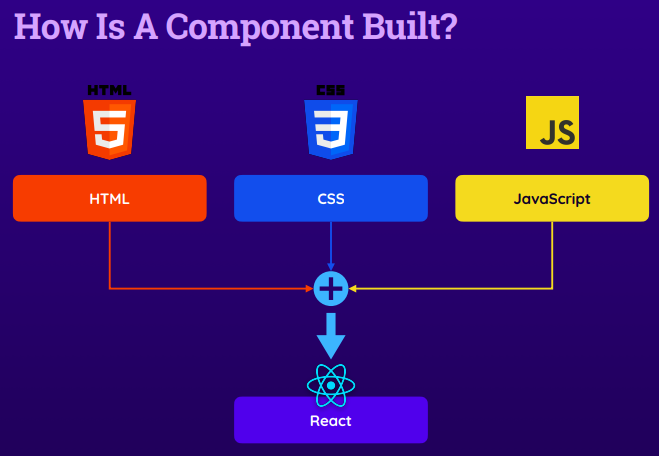 How Is A Component Built?
HTML
CSS
JS
HTML
CSS
JavaScript
React